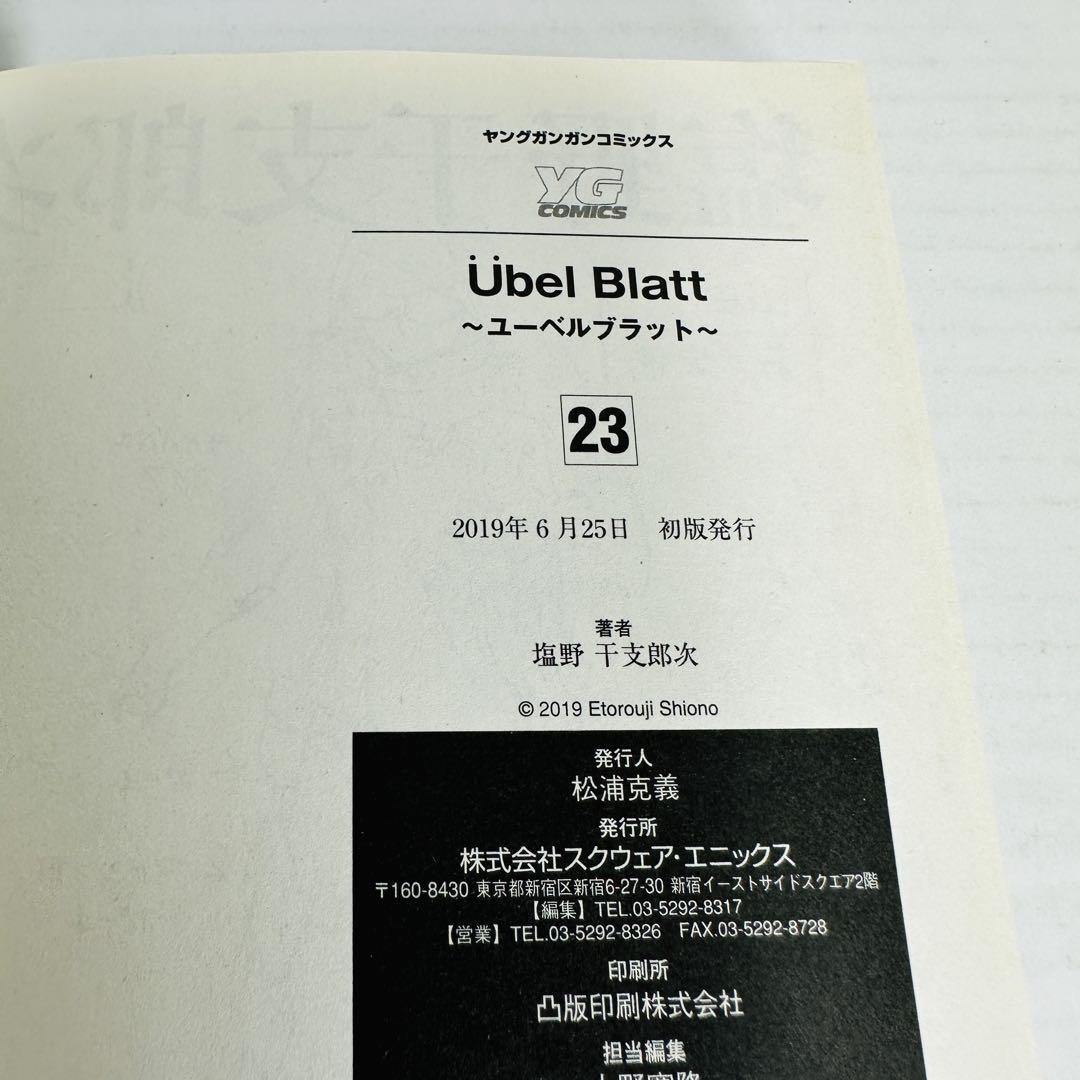 ヤングガンガンコミックス
YG
COMICS
Übel Blatt
～ユーベルブラット～
23
2019年6月25日　初版発行
著者
塩野 干支郎次
© 2019 Etorouji Shiono
発行人
松浦克義
発行所
株式会社スクウェア・エニックス
〒160-8430 東京都新宿区新宿6-27-30 新宿イーストサイドスクエア2階
【編集】TEL.03-5292-8317
【営業】TEL.03-5292-8326　FAX.03-5292-8728
印刷所
凸版印刷株式会社
担当編集